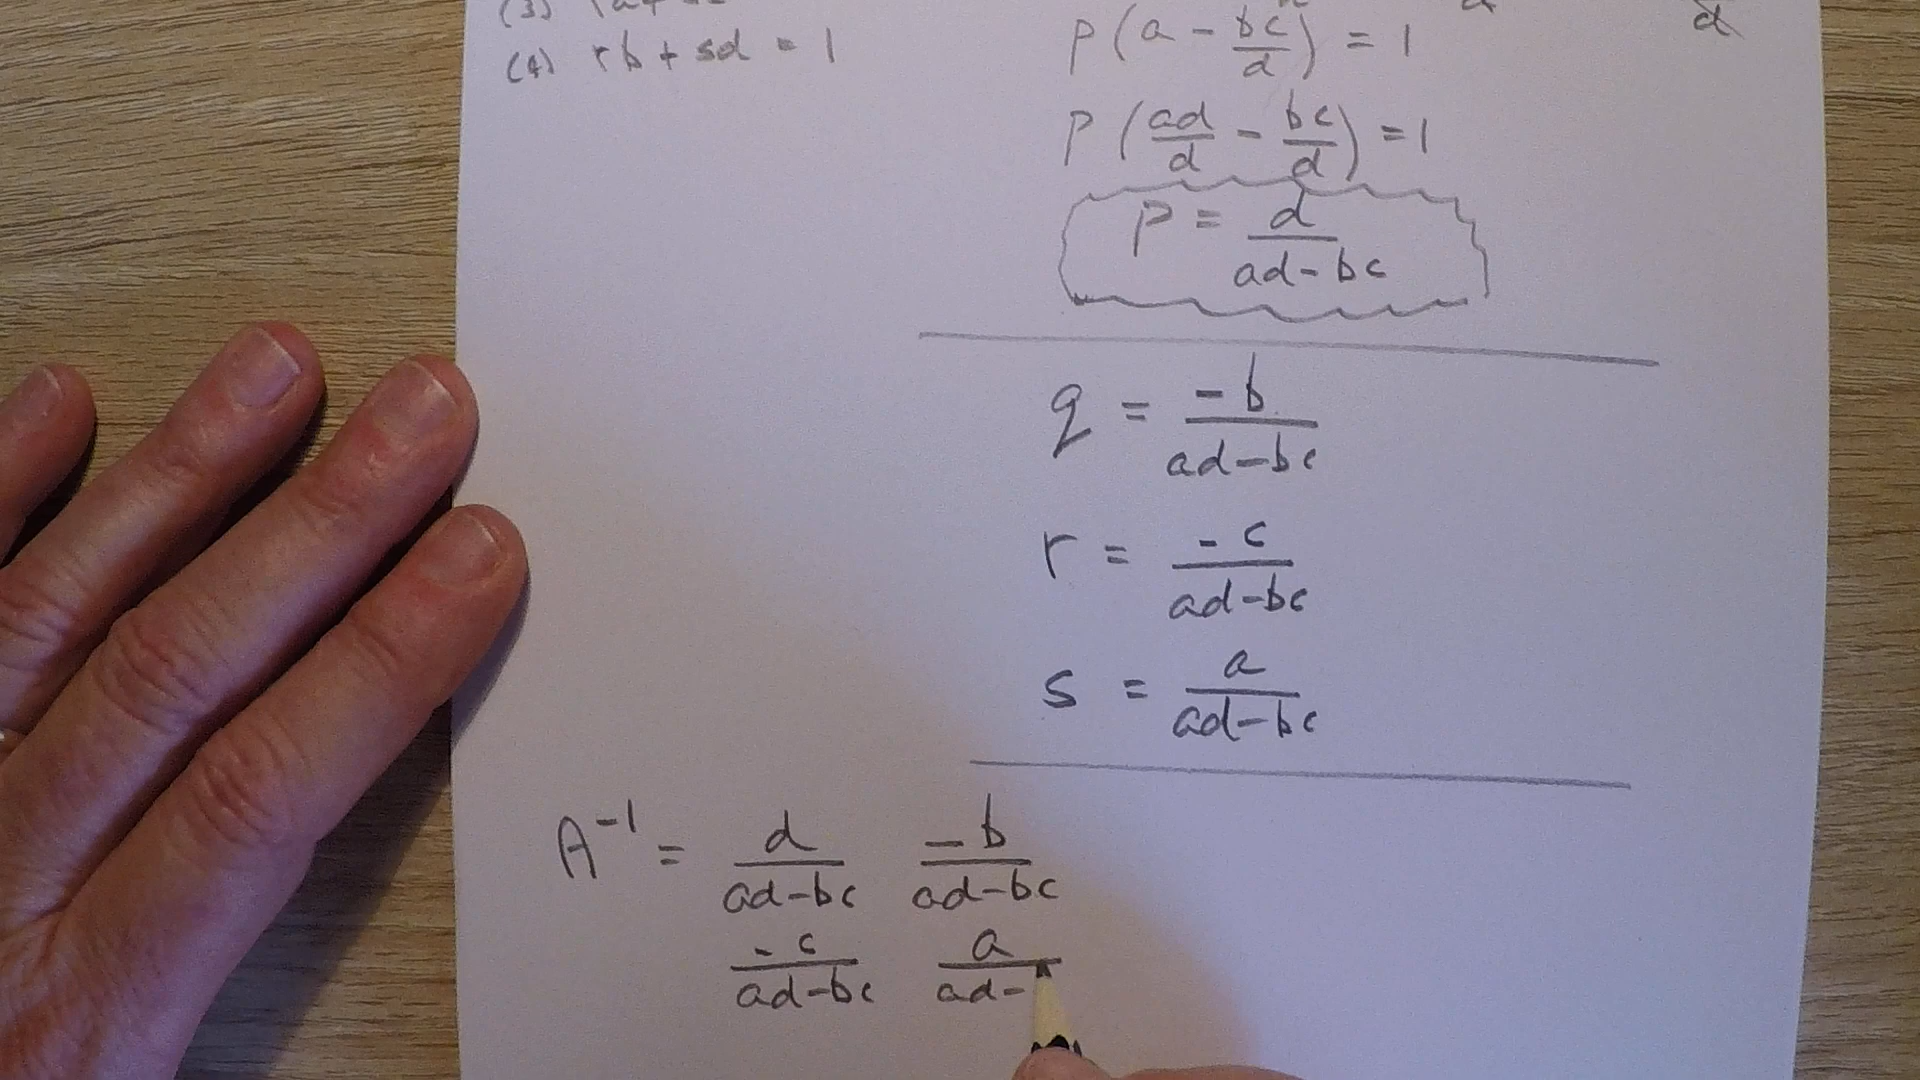 (4) rb + sd = 1
p(a - bc/d) = 1
p(ad/d - bc/d) = 1
p = d/ad-bc
q = -b/ad-bc
r = -c/ad-bc
s = a/ad-bc
A⁻¹ = d/ad-bc -b/ad-bc
-c/ad-bc a/ad-